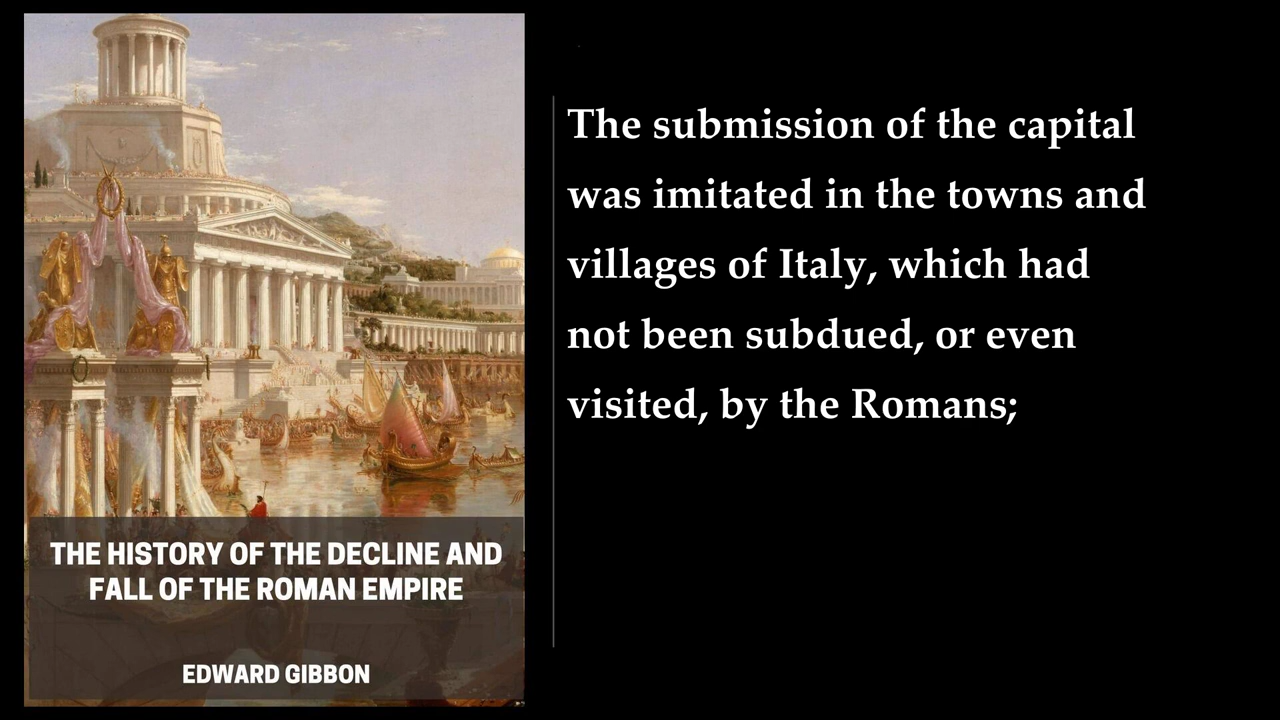 THE HISTORY OF THE DECLINE AND
FALL OF THE ROMAN EMPIRE
EDWARD GIBBON
The submission of the capital
was imitated in the towns and
villages of Italy, which had
not been subdued, or even
visited, by the Romans;